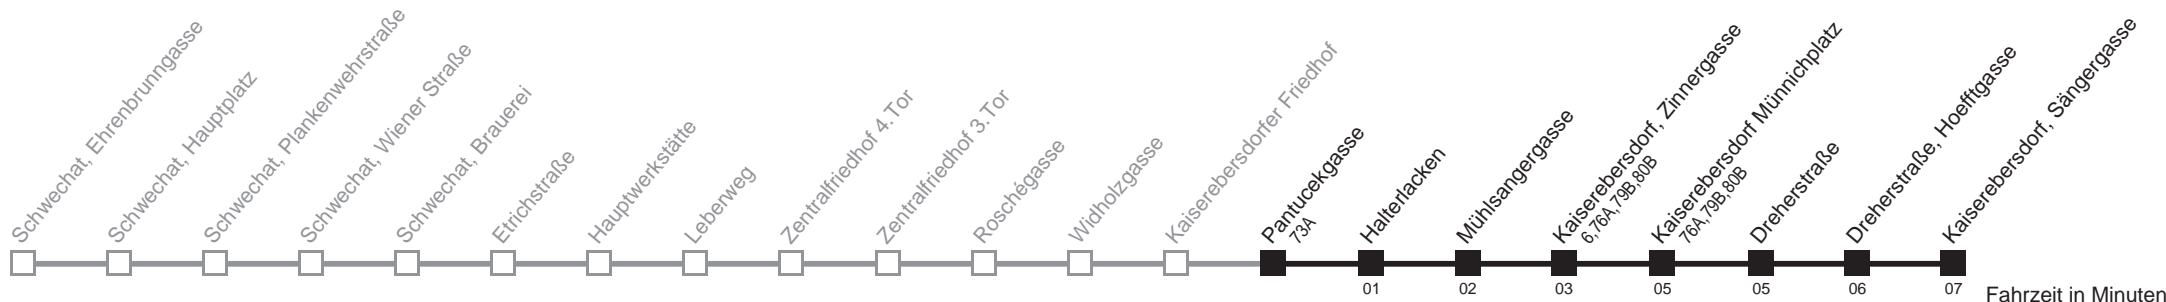 Schwechat, Ehrenbrunngasse
Schwechat, Hauptplatz
Schwechat, Plankenwehrstraße
Schwechat, Wiener Straße
Schwechat, Brauerei
Etrichstraße
Hauptwerkstätte
Leberweg
Zentralfriedhof 4. Tor
Zentralfriedhof 3. Tor
Roschégasse
Widholzgasse
Kaiserebersdorfer Friedhof
Pantucekgasse
73A
Halterlacken
01
Mühlsangergasse
02
Kaiserebersdorf, Zinnergasse
6,76A,79B,80B
03
Kaiserebersdorf Münnichplatz
76A,79B,80B
05
Dreherstraße
05
Dreherstraße, Hoefftgasse
06
Kaiserebersdorf, Sängergasse
07
Fahrzeit in Minuten